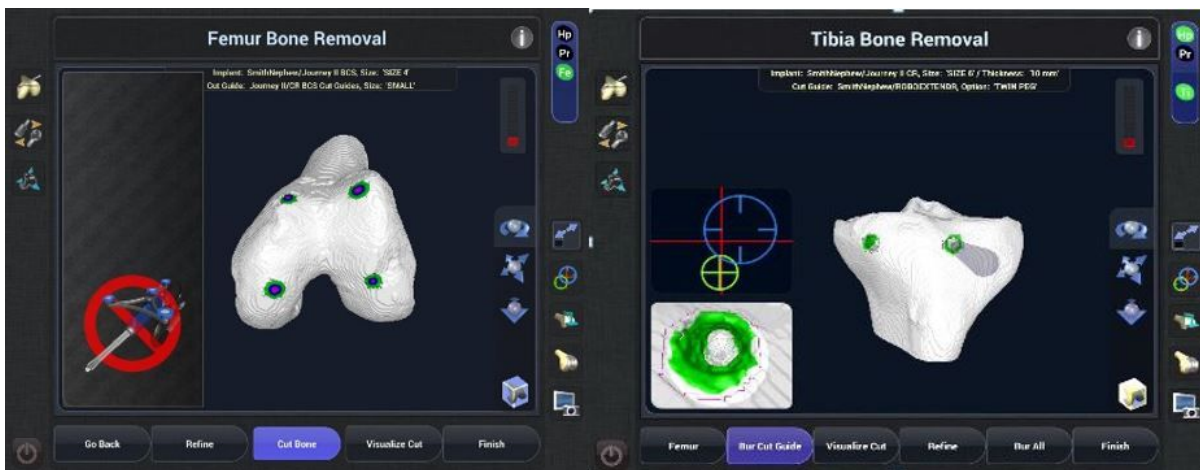 Femur Bone Removal
i
Hp
Pr
Fe
Implant: SmithNephew/Journey II BCS, Size: 'SIZE 4'
Cut Guide: Journey II/CR BCS Cut Guides, Size: 'SMALL'
Go Back
Refine
Cut Bone
Visualize Cut
Finish
Tibia Bone Removal
i
Hp
Pr
Ti
Implant: SmithNephew/Journey II CR, Size: 'SIZE 6' / Thickness: '10 mm'
Cut Guide: SmithNephew/ROBOEXTENDR, Option: 'TWIN PEG'
Femur
Bur Cut Guide
Visualize Cut
Refine
Bur All
Finish